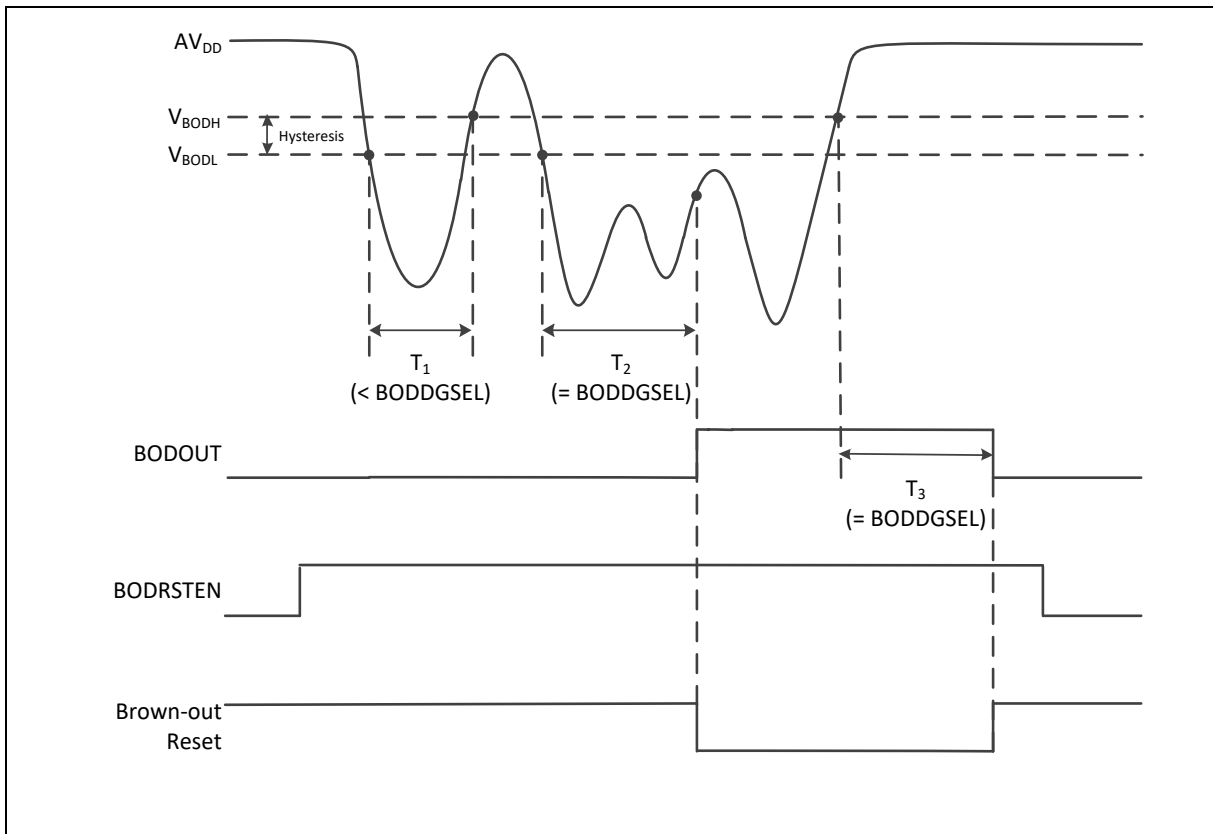 AVDD
VBODH
Hysteresis
VBODL
T1
(< BODDGSEL)
T2
(= BODDGSEL)
BODOUT
T3
(= BODDGSEL)
BODRSTEN
Brown-out
Reset